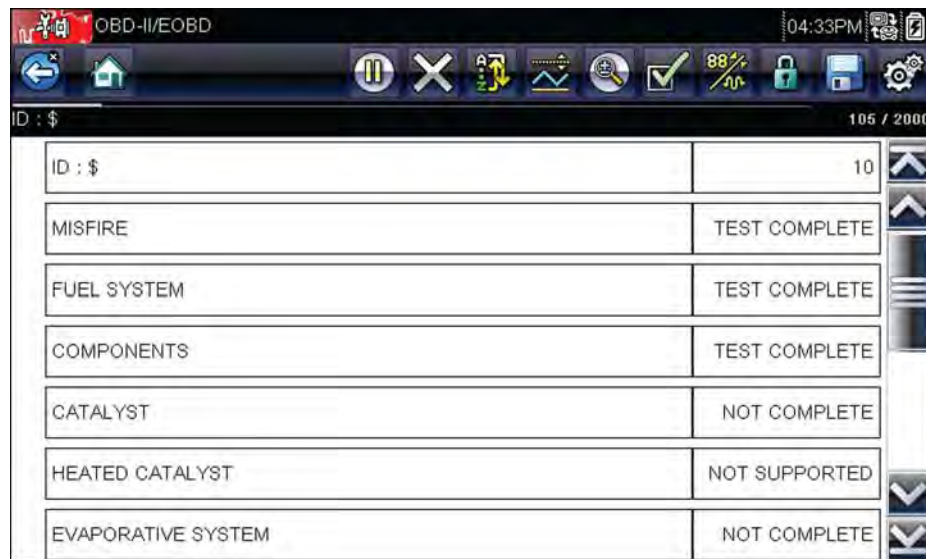 OBD-II/EOBD 04:33PM
ID : $ 105 / 2000
ID : $ 10
MISFIRE TEST COMPLETE
FUEL SYSTEM TEST COMPLETE
COMPONENTS TEST COMPLETE
CATALYST NOT COMPLETE
HEATED CATALYST NOT SUPPORTED
EVAPORATIVE SYSTEM NOT COMPLETE